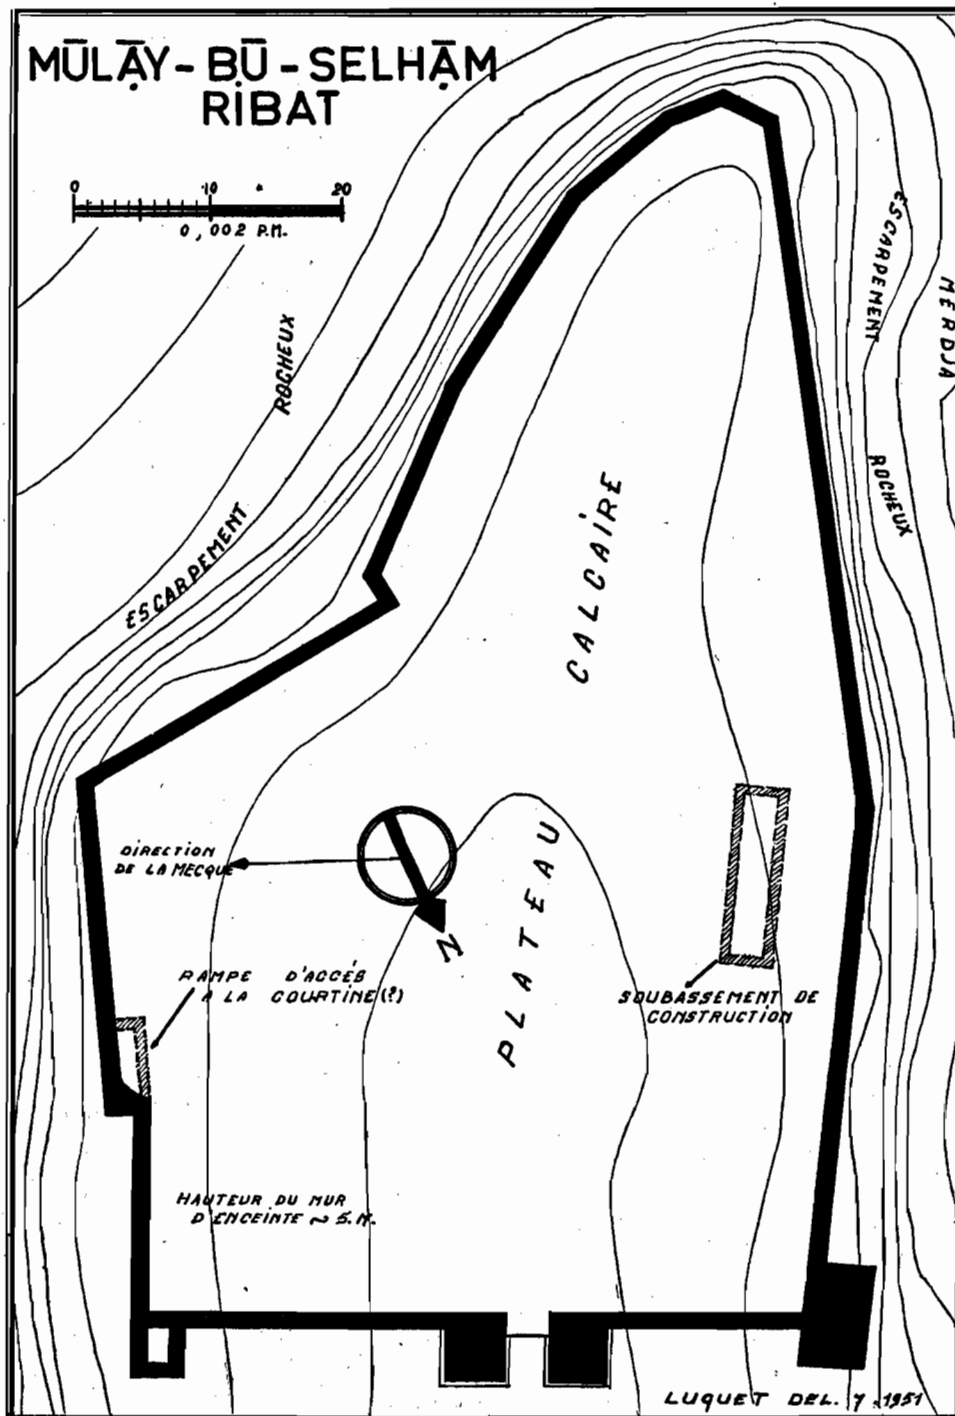 MŪLĀY-BŪ-SELHĀM
RIBAT
0 10 20
0,002 P.M.
ESCARPEMENT
ROCHEUX
ESCARPEMENT
ROCHEUX
MERDJA
PLATEAU CALCAIRE
DIRECTION
DE LA MECQUE
N
RAMPE D'ACCÈS
A LA COURTINE(?)
SOUBASSEMENT DE
CONSTRUCTION
HAUTEUR DU MUR
D'ENCEINTE ~ 5.M.
LUQUET DEL. 7.1951